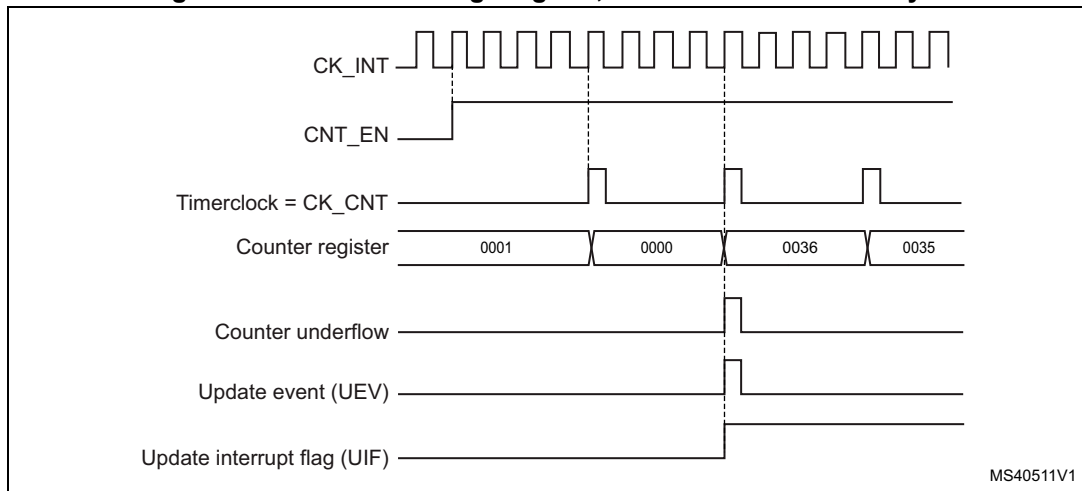 CK_INT
CNT_EN
Timerclock = CK_CNT
Counter register
0001 0000 0036 0035
Counter underflow
Update event (UEV)
Update interrupt flag (UIF)
MS40511V1